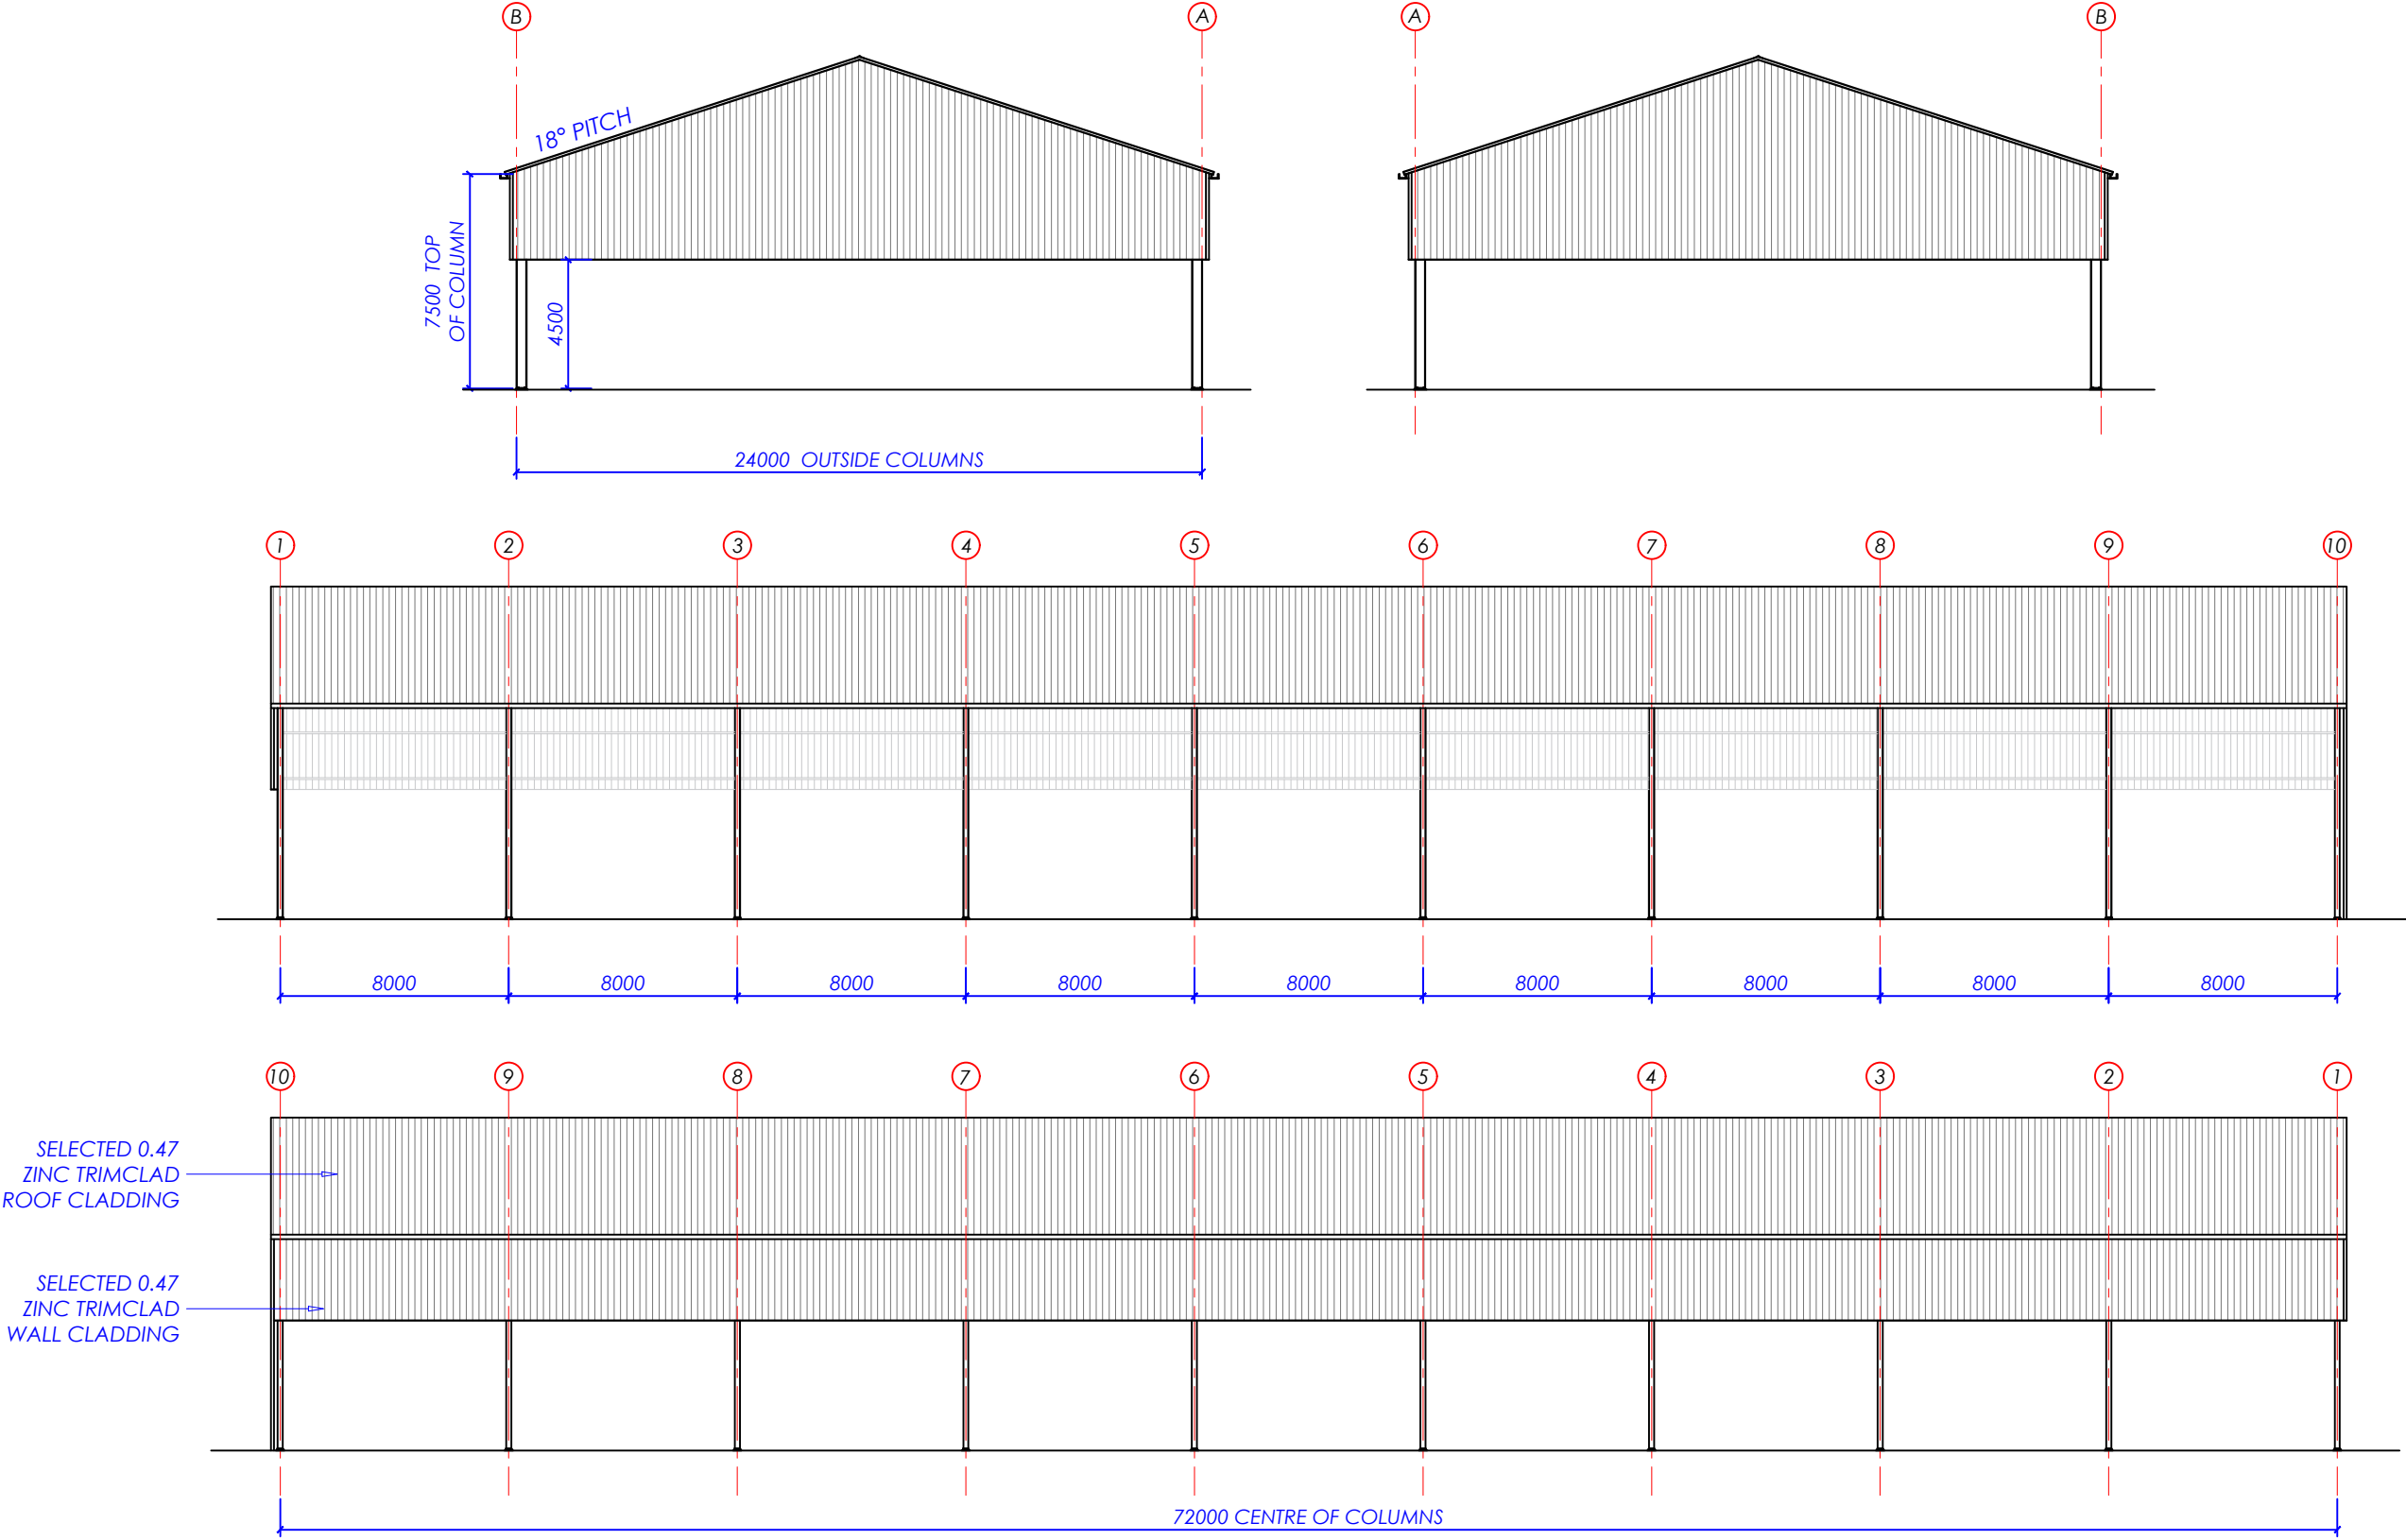 B
A
A
B
18° PITCH
7500 TOP
OF COLUMN
4500
24000 OUTSIDE COLUMNS
1
2
3
4
5
6
7
8
9
10
8000
8000
8000
8000
8000
8000
8000
8000
8000
10
9
8
7
6
5
4
3
2
1
SELECTED 0.47
ZINC TRIMCLAD
ROOF CLADDING
SELECTED 0.47
ZINC TRIMCLAD
WALL CLADDING
72000 CENTRE OF COLUMNS